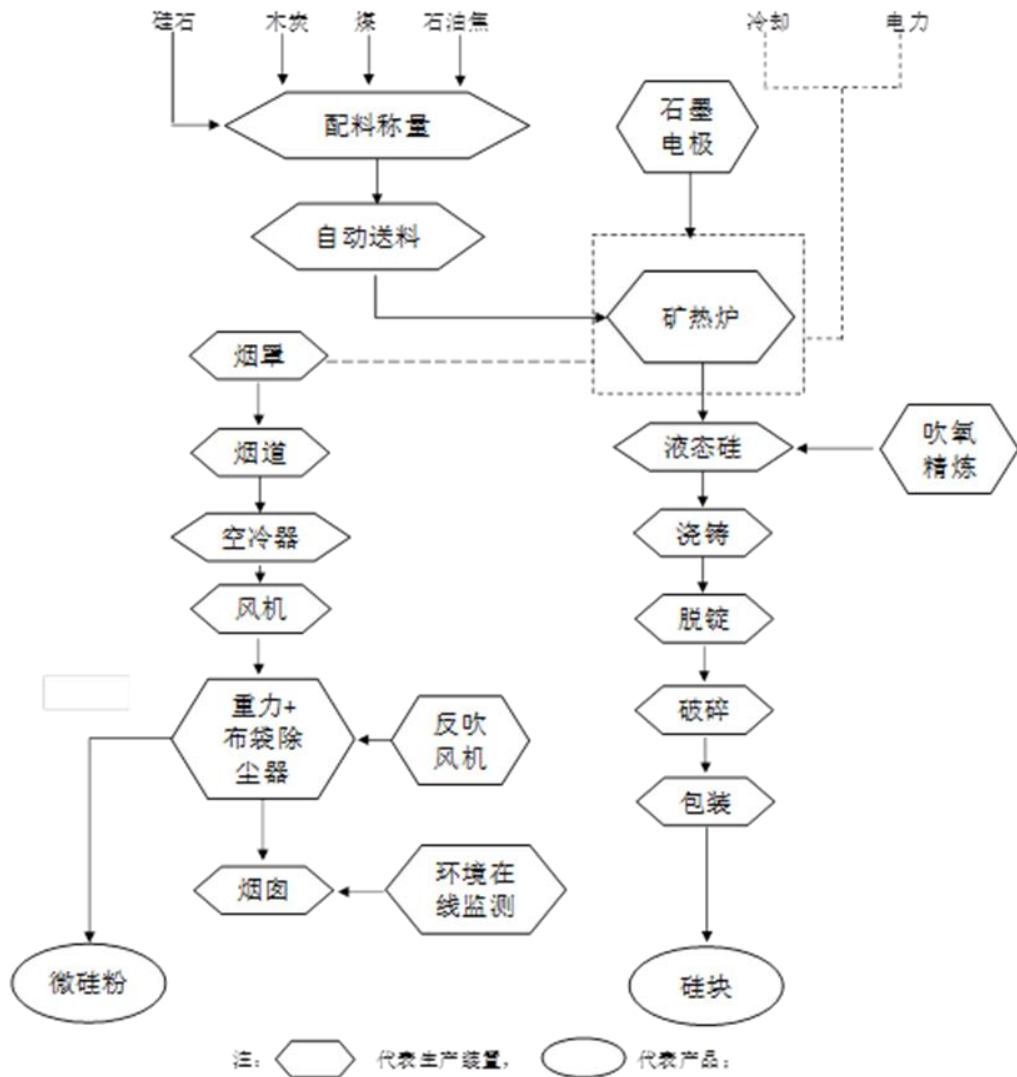 硅石
木炭
煤
石油焦
冷却
电力
配料称量
石墨
电极
自动送料
矿热炉
烟罩
烟道
液态硅
吹氧
精炼
空冷器
浇铸
风机
脱锭
重力+
布袋除
尘器
反吹
风机
破碎
包装
烟囱
环境在
线监测
微硅粉
硅块
注：
代表生产装置，
代表产品；